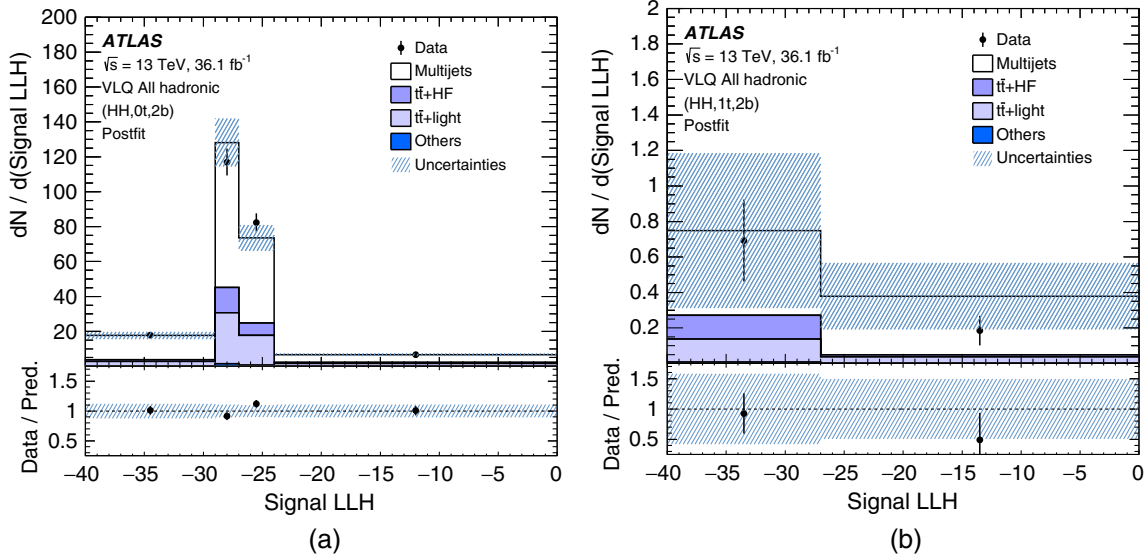 dN / d(Signal LLH)
200
180
160
140
120
100
80
60
40
20
ATLAS
√s = 13 TeV, 36.1 fb⁻¹
VLQ All hadronic
(HH,0t,2b)
Postfit
Data
Multijets
tt̄+HF
tt̄+light
Others
Uncertainties
Data / Pred.
1.5
1
0.5
−40 −35 −30 −25 −20 −15 −10 −5 0
Signal LLH
(a)
dN / d(Signal LLH)
2
1.8
1.6
1.4
1.2
1
0.8
0.6
0.4
0.2
ATLAS
√s = 13 TeV, 36.1 fb⁻¹
VLQ All hadronic
(HH,1t,2b)
Postfit
Data
Multijets
tt̄+HF
tt̄+light
Others
Uncertainties
Data / Pred.
1.5
1
0.5
−40 −35 −30 −25 −20 −15 −10 −5 0
Signal LLH
(b)